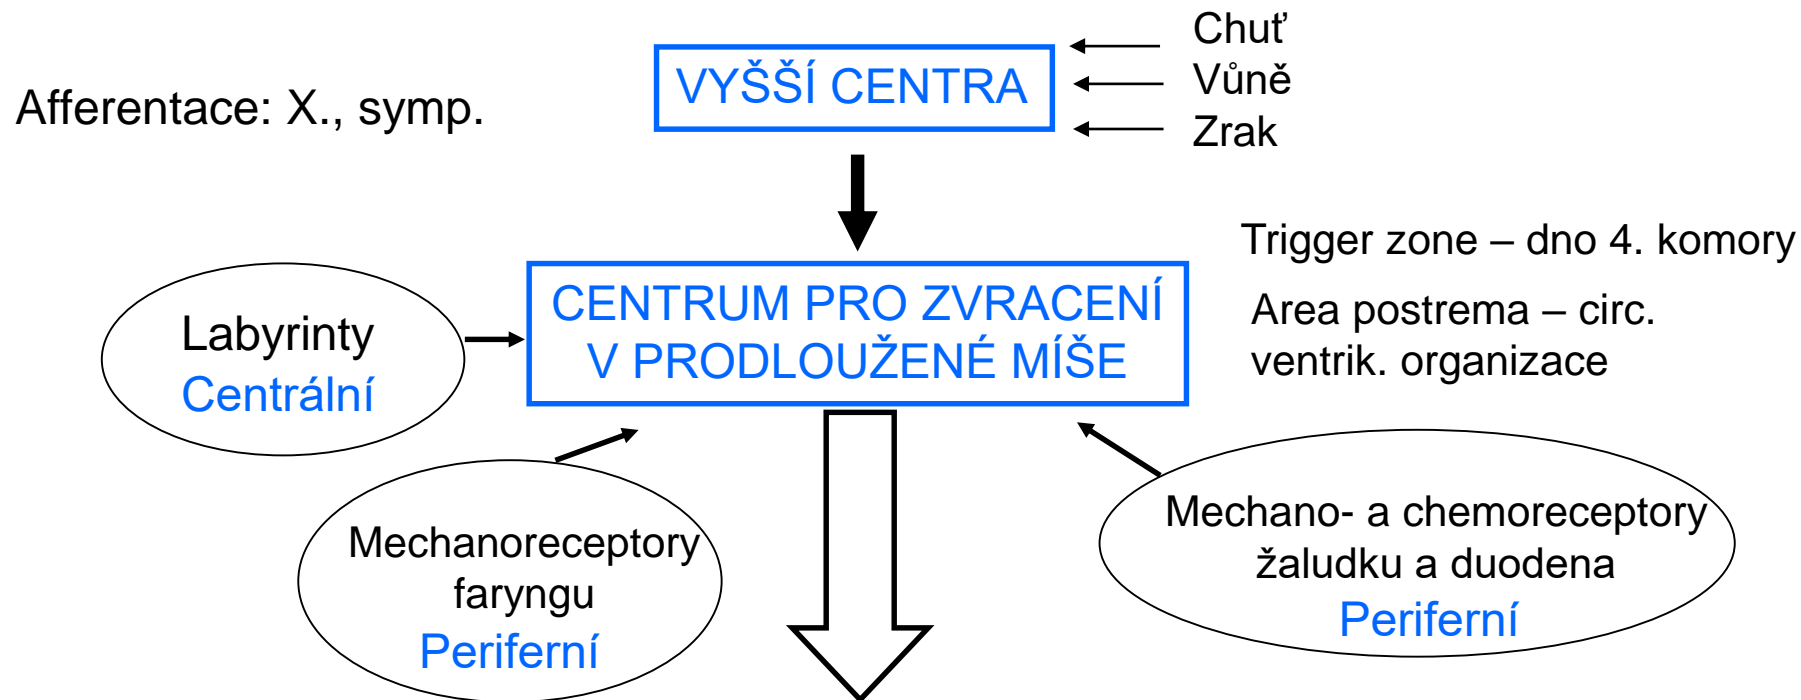 Chuť
Vůně
Zrak
VYŠŠÍ CENTRA
Afferentace: X., symp.
Trigger zone – dno 4. komory
Area postrema – circ.
ventrik. organizace
CENTRUM PRO ZVRACENÍ
V PRODLOUŽENÉ MÍŠE
Labyrinty
Centrální
Mechanoreceptory
faryngu
Periferní
Mechano- a chemoreceptory
žaludku a duodena
Periferní